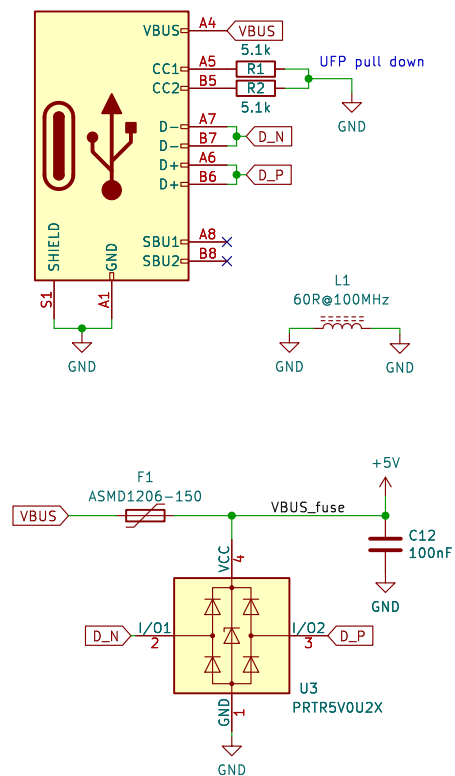 VBUS A4 VBUS
5.1k
CC1 A5 R1 UFP pull down
CC2 B5 R2
5.1k
GND
D- A7
D- B7 D_N
D+ A6
D+ B6 D_P
SBU1 A8
SBU2 B8
SHIELD GND
S1 A1
GND
L1
60R@100MHz
GND GND
F1
ASMD1206-150
+5V
VBUS VBUS_fuse
C12
100nF
VCC 4
GND
D_N I/O1 2 I/O2 3 D_P
U3
PRTR5V0U2X
GND 1
GND